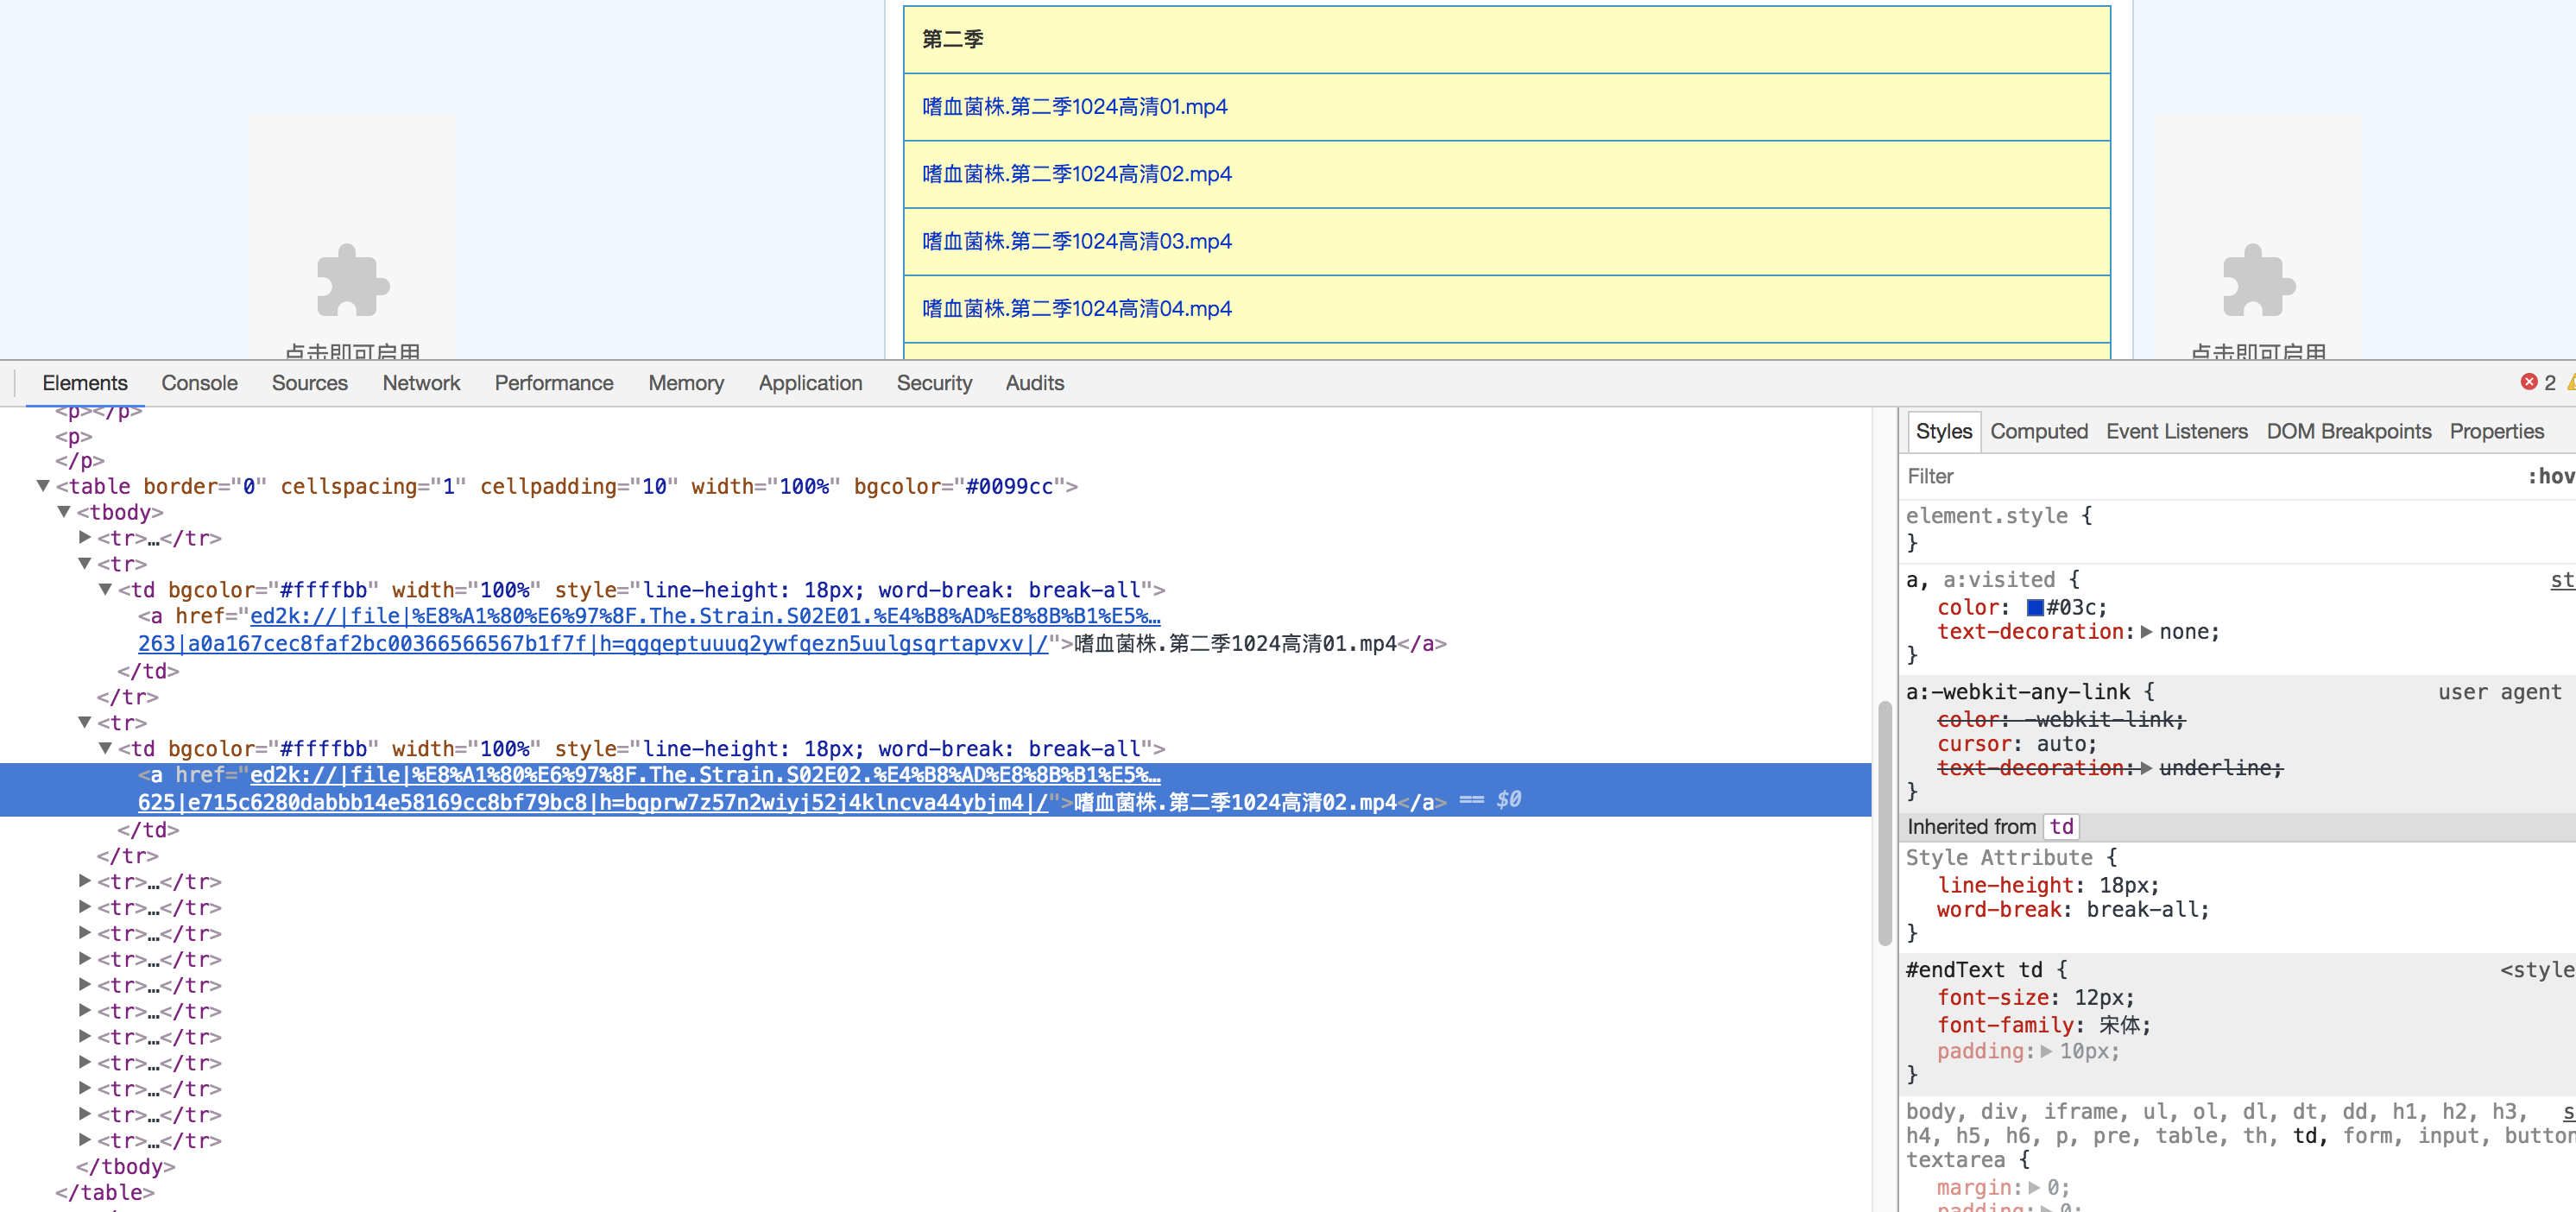 第二季
嗜血菌株.第二季1024高清01.mp4
嗜血菌株.第二季1024高清02.mp4
嗜血菌株.第二季1024高清03.mp4
嗜血菌株.第二季1024高清04.mp4
点击即可启用
点击即可启用
Elements Console Sources Network Performance Memory Application Security Audits
2
<p></p>
<p>
</p>
<table border="0" cellspacing="1" cellpadding="10" width="100%" bgcolor="#0099cc">
<tbody>
<tr>…</tr>
<tr>
<td bgcolor="#ffffbb" width="100%" style="line-height: 18px; word-break: break-all">
<a href="ed2k://|file|%E8%A1%80%E6%97%8F.The.Strain.S02E01.%E4%B8%AD%E8%8B%B1%E5%…
263|a0a167cec8faf2bc00366566567b1f7f|h=qgqeptuuuq2ywfqezn5uulgsqrtapvxv|/">嗜血菌株.第二季1024高清01.mp4</a>
</td>
</tr>
<tr>
<td bgcolor="#ffffbb" width="100%" style="line-height: 18px; word-break: break-all">
<a href="ed2k://|file|%E8%A1%80%E6%97%8F.The.Strain.S02E02.%E4%B8%AD%E8%8B%B1%E5%…
625|e715c6280dabbb14e58169cc8bf79bc8|h=bgprw7z57n2wiyj52j4klncva44ybjm4|/">嗜血菌株.第二季1024高清02.mp4</a> == $0
</td>
</tr>
<tr>…</tr>
<tr>…</tr>
<tr>…</tr>
<tr>…</tr>
<tr>…</tr>
<tr>…</tr>
<tr>…</tr>
<tr>…</tr>
<tr>…</tr>
<tr>…</tr>
<tr>…</tr>
</tbody>
</table>
Styles Computed Event Listeners DOM Breakpoints Properties
Filter :hov
element.style {
}
a, a:visited { st
color: #03c;
text-decoration: none;
}
a:-webkit-any-link { user agent
color: -webkit-link;
cursor: auto;
text-decoration: underline;
}
Inherited from td
Style Attribute {
line-height: 18px;
word-break: break-all;
}
#endText td { <style
font-size: 12px;
font-family: 宋体;
padding: 10px;
}
body, div, iframe, ul, ol, dl, dt, dd, h1, h2, h3, s
h4, h5, h6, p, pre, table, th, td, form, input, button
textarea {
margin: 0;
padding: 0;